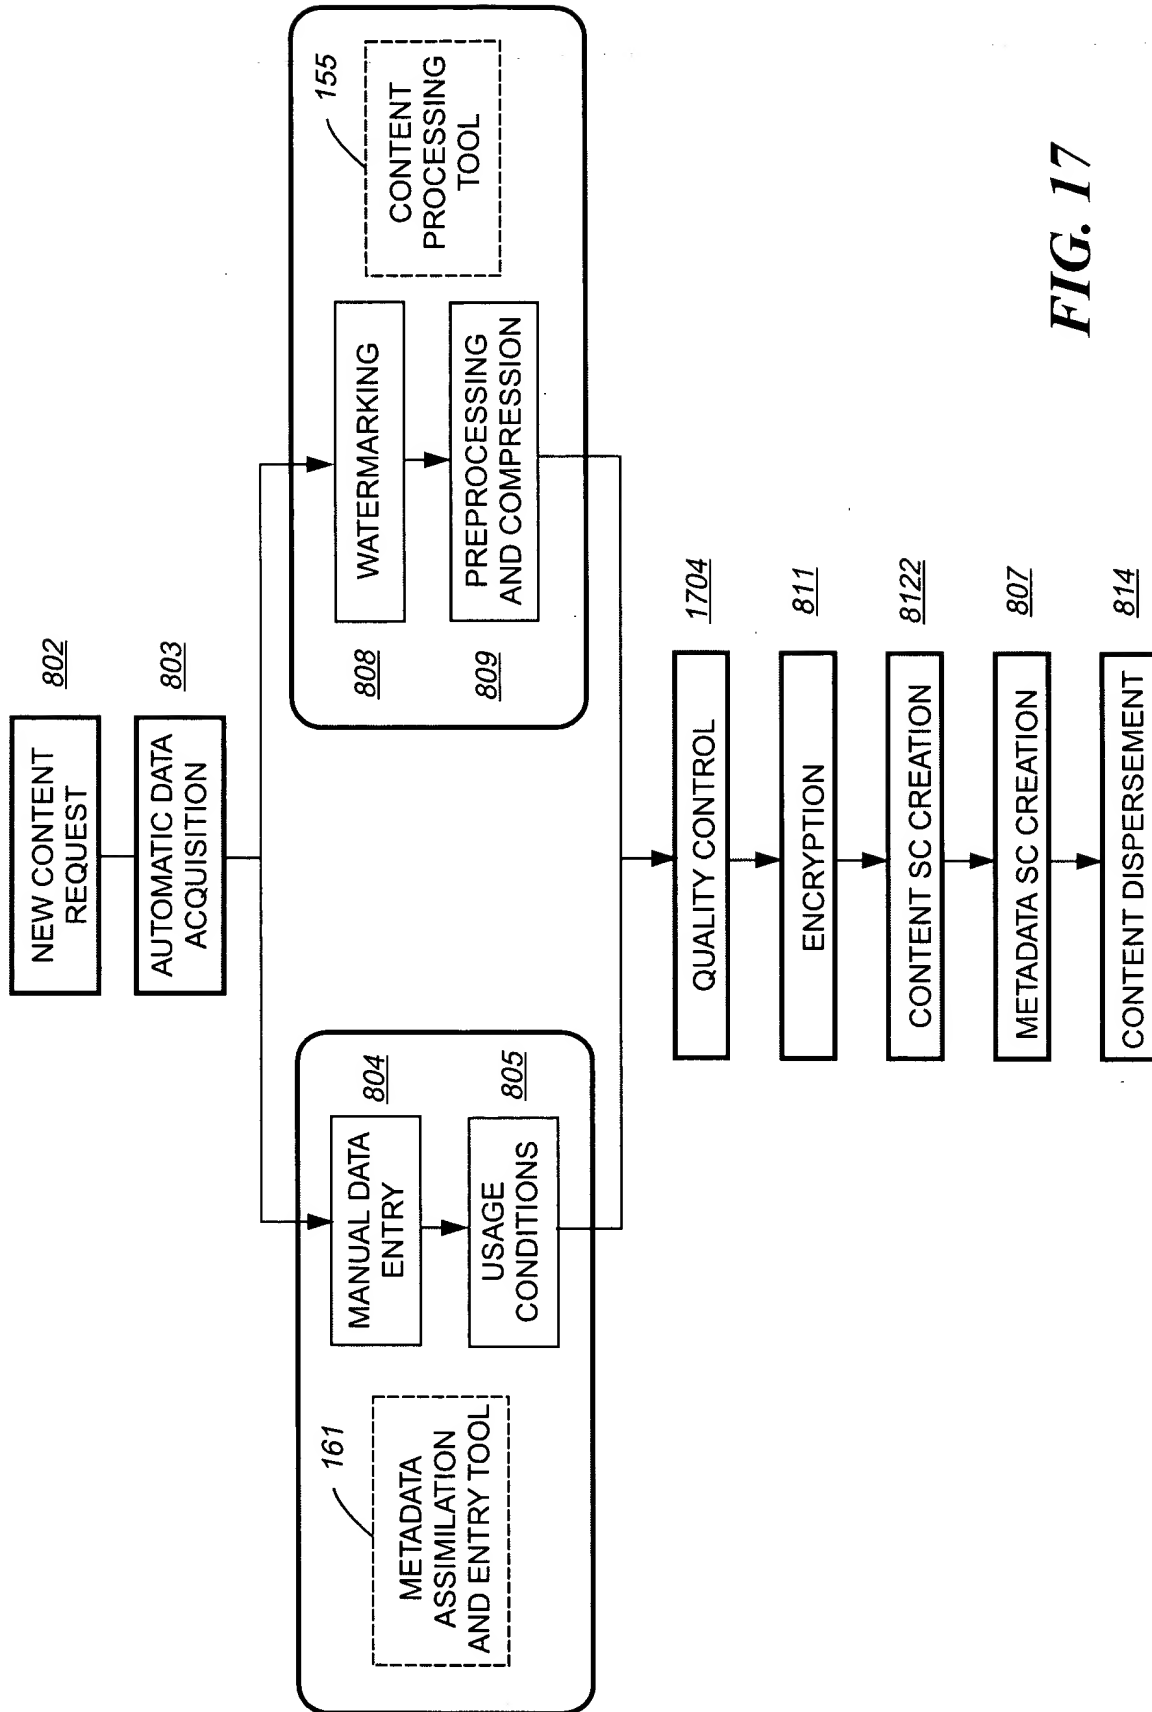 802
NEW CONTENT
REQUEST
803
AUTOMATIC DATA
ACQUISITION
161
METADATA
ASSIMILATION
AND ENTRY TOOL
804
MANUAL DATA
ENTRY
805
USAGE
CONDITIONS
155
CONTENT
PROCESSING
TOOL
WATERMARKING
808
PREPROCESSING
AND COMPRESSION
809
QUALITY CONTROL
1704
ENCRYPTION
811
CONTENT SC CREATION
8122
METADATA SC CREATION
807
CONTENT DISPERSEMENT
814
FIG. 17